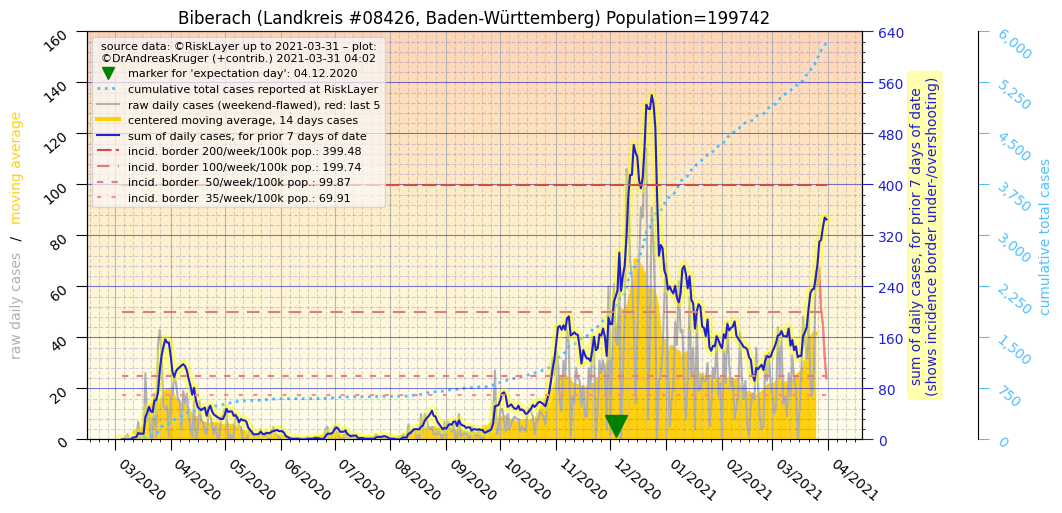 Biberach (Landkreis #08426, Baden-Württemberg) Population=199742
source data: ©RiskLayer up to 2021-03-31 – plot:
©DrAndreasKruger (+contrib.) 2021-03-31 04:02
marker for 'expectation day': 04.12.2020
cumulative total cases reported at RiskLayer
raw daily cases (weekend-flawed), red: last 5
centered moving average, 14 days cases
sum of daily cases, for prior 7 days of date
incid. border 200/week/100k pop.: 399.48
incid. border 100/week/100k pop.: 199.74
incid. border 50/week/100k pop.: 99.87
incid. border 35/week/100k pop.: 69.91
raw daily cases / moving average
160
140
120
100
80
60
40
20
0
640
560
480
400
320
240
160
80
0
sum of daily cases, for prior 7 days of date
(shows incidence border under-/overshooting)
6,000
5,250
4,500
3,750
3,000
2,250
1,500
750
0
cumulative total cases
03/2020
04/2020
05/2020
06/2020
07/2020
08/2020
09/2020
10/2020
11/2020
12/2020
01/2021
02/2021
03/2021
04/2021